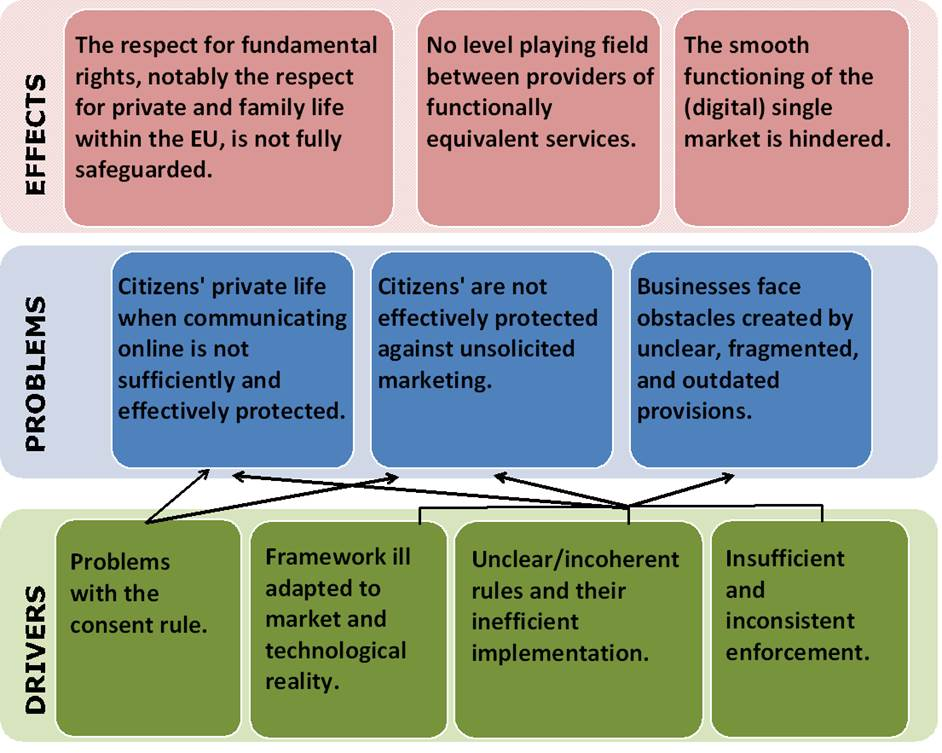 EFFECTS
The respect for fundamental
rights, notably the respect
for private and family life
within the EU, is not fully
safeguarded.
No level playing field
between providers of
functionally
equivalent services.
The smooth
functioning of the
(digital) single
market is hindered.
PROBLEMS
Citizens' private life
when communicating
online is not
sufficiently and
effectively protected.
Citizens' are not
effectively protected
against unsolicited
marketing.
Businesses face
obstacles created by
unclear, fragmented,
and outdated
provisions.
DRIVERS
Problems
with the
consent rule.
Framework ill
adapted to
market and
technological
reality.
Unclear/incoherent
rules and their
inefficient
implementation.
Insufficient
and
inconsistent
enforcement.